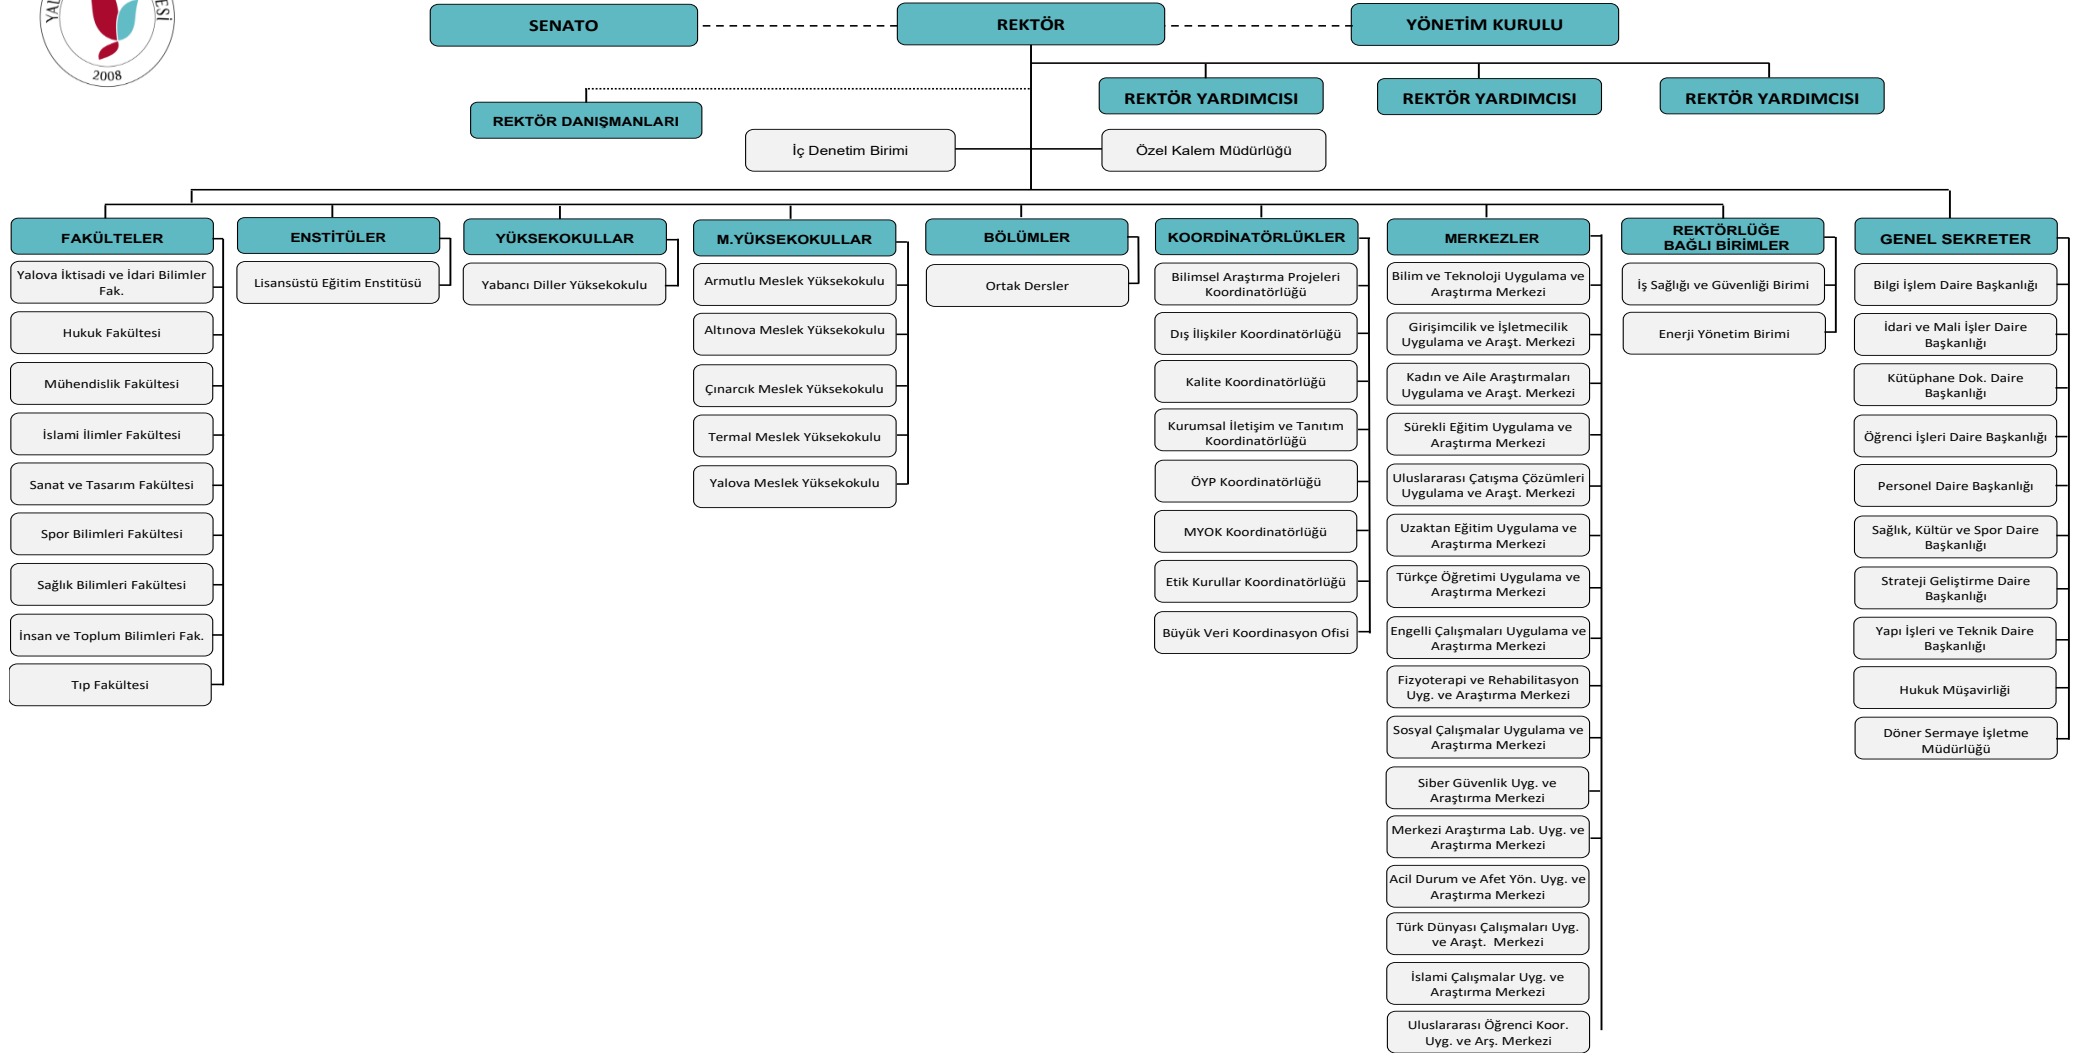 2008
SENATO
REKTÖR
YÖNETİM KURULU
REKTÖR YARDIMCISI
REKTÖR YARDIMCISI
REKTÖR YARDIMCISI
REKTÖR DANIŞMANLARI
İç Denetim Birimi
Özel Kalem Müdürlüğü
FAKÜLTELER
Yalova İktisadi ve İdari Bilimler
Fak.
Hukuk Fakültesi
Mühendislik Fakültesi
İslami İlimler Fakültesi
Sanat ve Tasarım Fakültesi
Spor Bilimleri Fakültesi
Sağlık Bilimleri Fakültesi
İnsan ve Toplum Bilimleri Fak.
Tıp Fakültesi
ENSTİTÜLER
Lisansüstü Eğitim Enstitüsü
YÜKSEKOKULLAR
Yabancı Diller Yüksekokulu
M.YÜKSEKOKULLAR
Armutlu Meslek Yüksekokulu
Altınova Meslek Yüksekokulu
Çınarcık Meslek Yüksekokulu
Termal Meslek Yüksekokulu
Yalova Meslek Yüksekokulu
BÖLÜMLER
Ortak Dersler
KOORDİNATÖRLÜKLER
Bilimsel Araştırma Projeleri
Koordinatörlüğü
Dış İlişkiler Koordinatörlüğü
Kalite Koordinatörlüğü
Kurumsal İletişim ve Tanıtım
Koordinatörlüğü
ÖYP Koordinatörlüğü
MYOK Koordinatörlüğü
Etik Kurullar Koordinatörlüğü
Büyük Veri Koordinasyon Ofisi
MERKEZLER
Bilim ve Teknoloji Uygulama ve
Araştırma Merkezi
Girişimcilik ve İşletmecilik
Uygulama ve Araşt. Merkezi
Kadın ve Aile Araştırmaları
Uygulama ve Araşt. Merkezi
Sürekli Eğitim Uygulama ve
Araştırma Merkezi
Uluslararası Çatışma Çözümleri
Uygulama ve Araşt. Merkezi
Uzaktan Eğitim Uygulama ve
Araştırma Merkezi
Türkçe Öğretimi Uygulama ve
Araştırma Merkezi
Engelli Çalışmaları Uygulama ve
Araştırma Merkezi
Fizyoterapi ve Rehabilitasyon
Uyg. ve Araştırma Merkezi
Sosyal Çalışmalar Uygulama ve
Araştırma Merkezi
Siber Güvenlik Uyg. ve
Araştırma Merkezi
Merkezi Araştırma Lab. Uyg. ve
Araştırma Merkezi
Acil Durum ve Afet Yön. Uyg. ve
Araştırma Merkezi
Türk Dünyası Çalışmaları Uyg.
ve Araşt. Merkezi
İslami Çalışmalar Uyg. ve
Araştırma Merkezi
Uluslararası Öğrenci Koor.
Uyg. ve Arş. Merkezi
REKTÖRLÜĞE
BAĞLI BİRİMLER
İş Sağlığı ve Güvenliği Birimi
Enerji Yönetim Birimi
GENEL SEKRETER
Bilgi İşlem Daire Başkanlığı
İdari ve Mali İşler Daire
Başkanlığı
Kütüphane Dok. Daire
Başkanlığı
Öğrenci İşleri Daire Başkanlığı
Personel Daire Başkanlığı
Sağlık, Kültür ve Spor Daire
Başkanlığı
Strateji Geliştirme Daire
Başkanlığı
Yapı İşleri ve Teknik Daire
Başkanlığı
Hukuk Müşavirliği
Döner Sermaye İşletme
Müdürlüğü